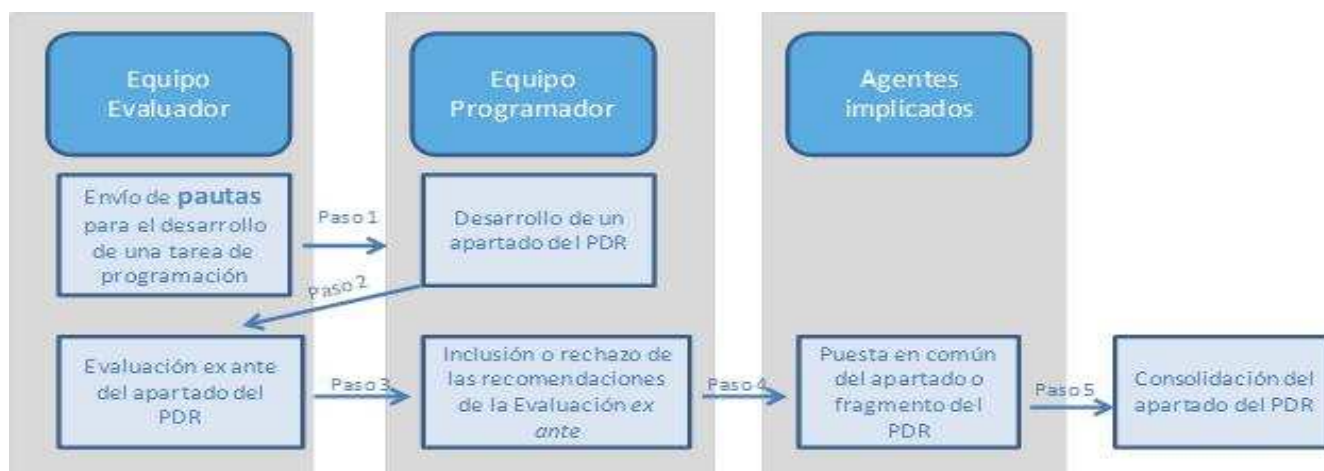 Equipo
Evaluador
Equipo
Programador
Agentes
implicados
Envío de pautas
para el desarrollo
de una tarea de
programación
Paso 1
Desarrollo de un
apartado del PDR
Paso 2
Evaluación ex ante
del apartado del
PDR
Paso 3
Inclusión o rechazo de
las recomendaciones
de la Evaluación ex
ante
Paso 4
Puesta en común
del apartado o
fragmento del
PDR
Paso 5
Consolidación del
apartado del PDR